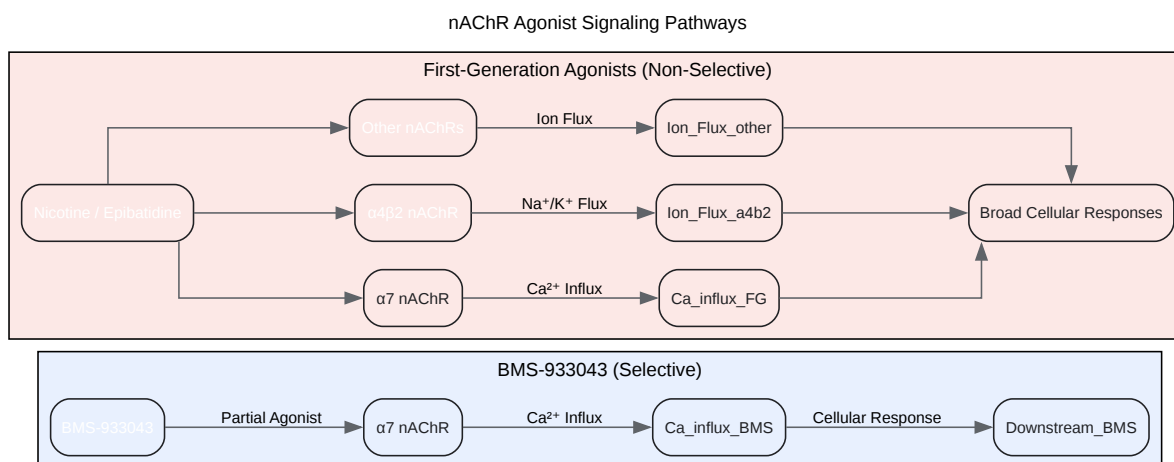 nAChR Agonist Signaling Pathways
First-Generation Agonists (Non-Selective)
Other nAChRs
Ion Flux
Ion_Flux_other
Nicotine / Epibatidine
α4β2 nAChR
Na⁺/K⁺ Flux
Ion_Flux_a4b2
Broad Cellular Responses
α7 nAChR
Ca²⁺ Influx
Ca_influx_FG
BMS-933043 (Selective)
BMS-933043
Partial Agonist
α7 nAChR
Ca²⁺ Influx
Ca_influx_BMS
Cellular Response
Downstream_BMS